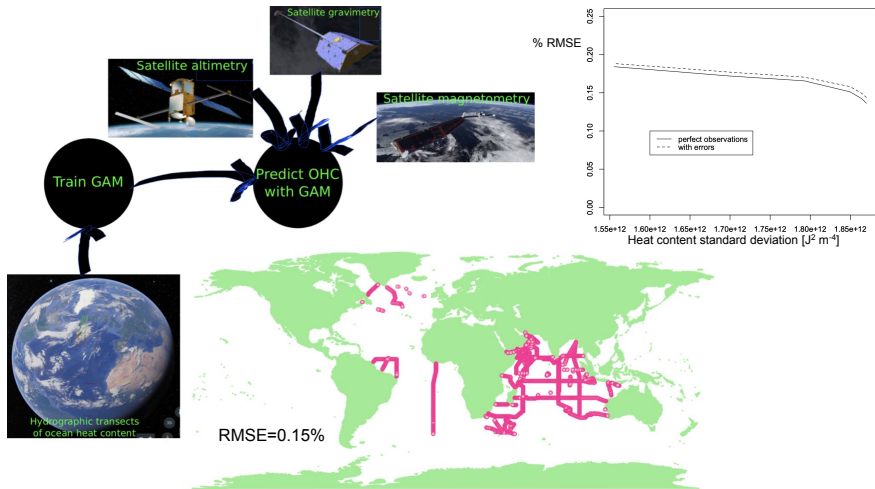 Satellite gravimetry
Satellite altimetry
Satellite magnetometry
Train GAM
Predict OHC
with GAM
Hydrographic transects
of ocean heat content
RMSE=0.15%
% RMSE
0.25
0.20
0.15
0.10
0.05
0.00
perfect observations
with errors
1.55e+12 1.60e+12 1.65e+12 1.70e+12 1.75e+12 1.80e+12 1.85e+12
Heat content standard deviation [J² m⁻⁴]